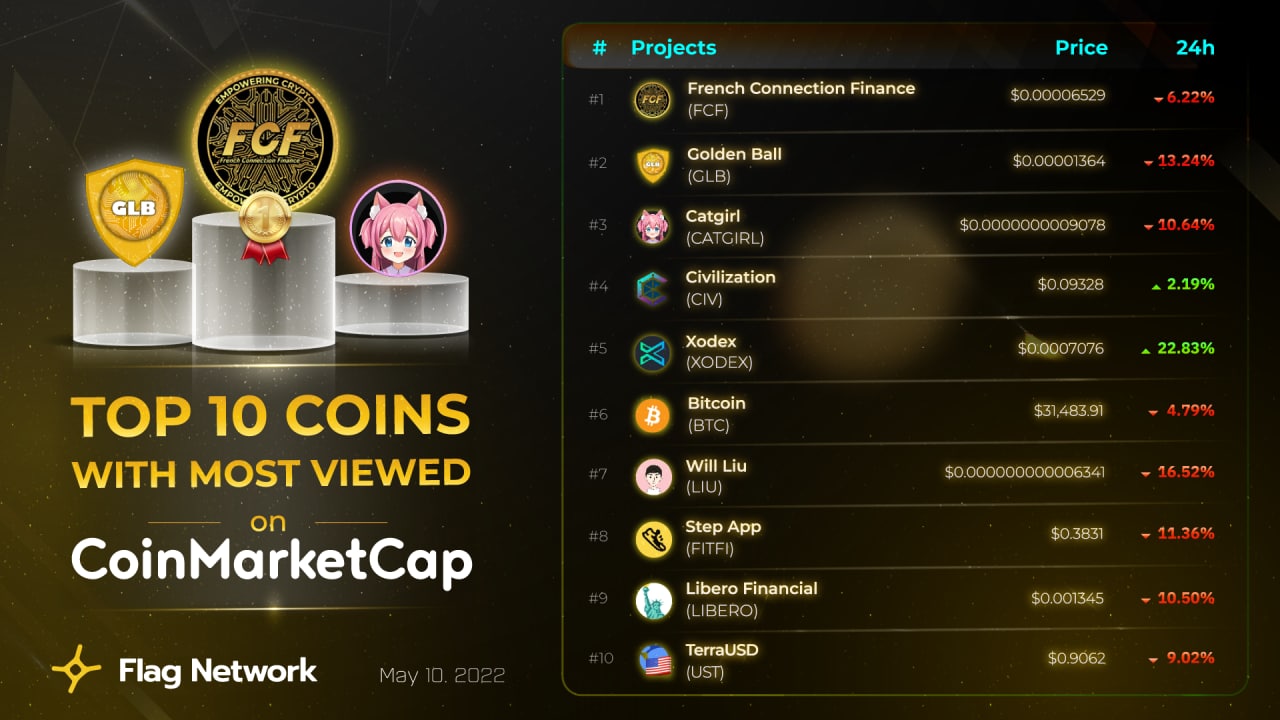 EMPOWERING CRYPTO
FCF
French Connection Finance
GLB
1
TOP 10 COINS
WITH MOST VIEWED
on
CoinMarketCap
Flag Network
May 10. 2022
# Projects Price 24h
#1 French Connection Finance (FCF) $0.00006529 6.22%
#2 Golden Ball (GLB) $0.00001364 13.24%
#3 Catgirl (CATGIRL) $0.0000000009078 10.64%
#4 Civilization (CIV) $0.09328 2.19%
#5 Xodex (XODEX) $0.0007076 22.83%
#6 Bitcoin (BTC) $31,483.91 4.79%
#7 Will Liu (LIU) $0.000000000006341 16.52%
#8 Step App (FITFI) $0.3831 11.36%
#9 Libero Financial (LIBERO) $0.001345 10.50%
#10 TerraUSD (UST) $0.9062 9.02%